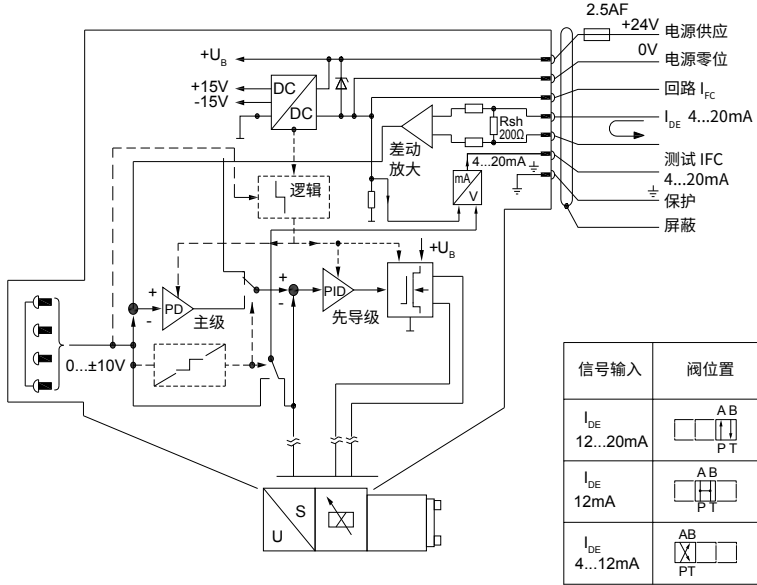 2.5AF
+24V 电源供应
0V 电源零位
回路 I_FC
I_DE 4...20mA
测试 IFC
4...20mA
保护
屏蔽
+U_B
+15V
-15V
DC
DC
差动
放大
Rsh
200Ω
4...20mA
mA
V
逻辑
+U_B
+
-
PD
主级
+
-
PID
先导级
0...±10V
S
U
信号输入 阀位置
I_DE
12...20mA
A B
P T
I_DE
12mA
A B
P T
I_DE
4...12mA
AB
PT